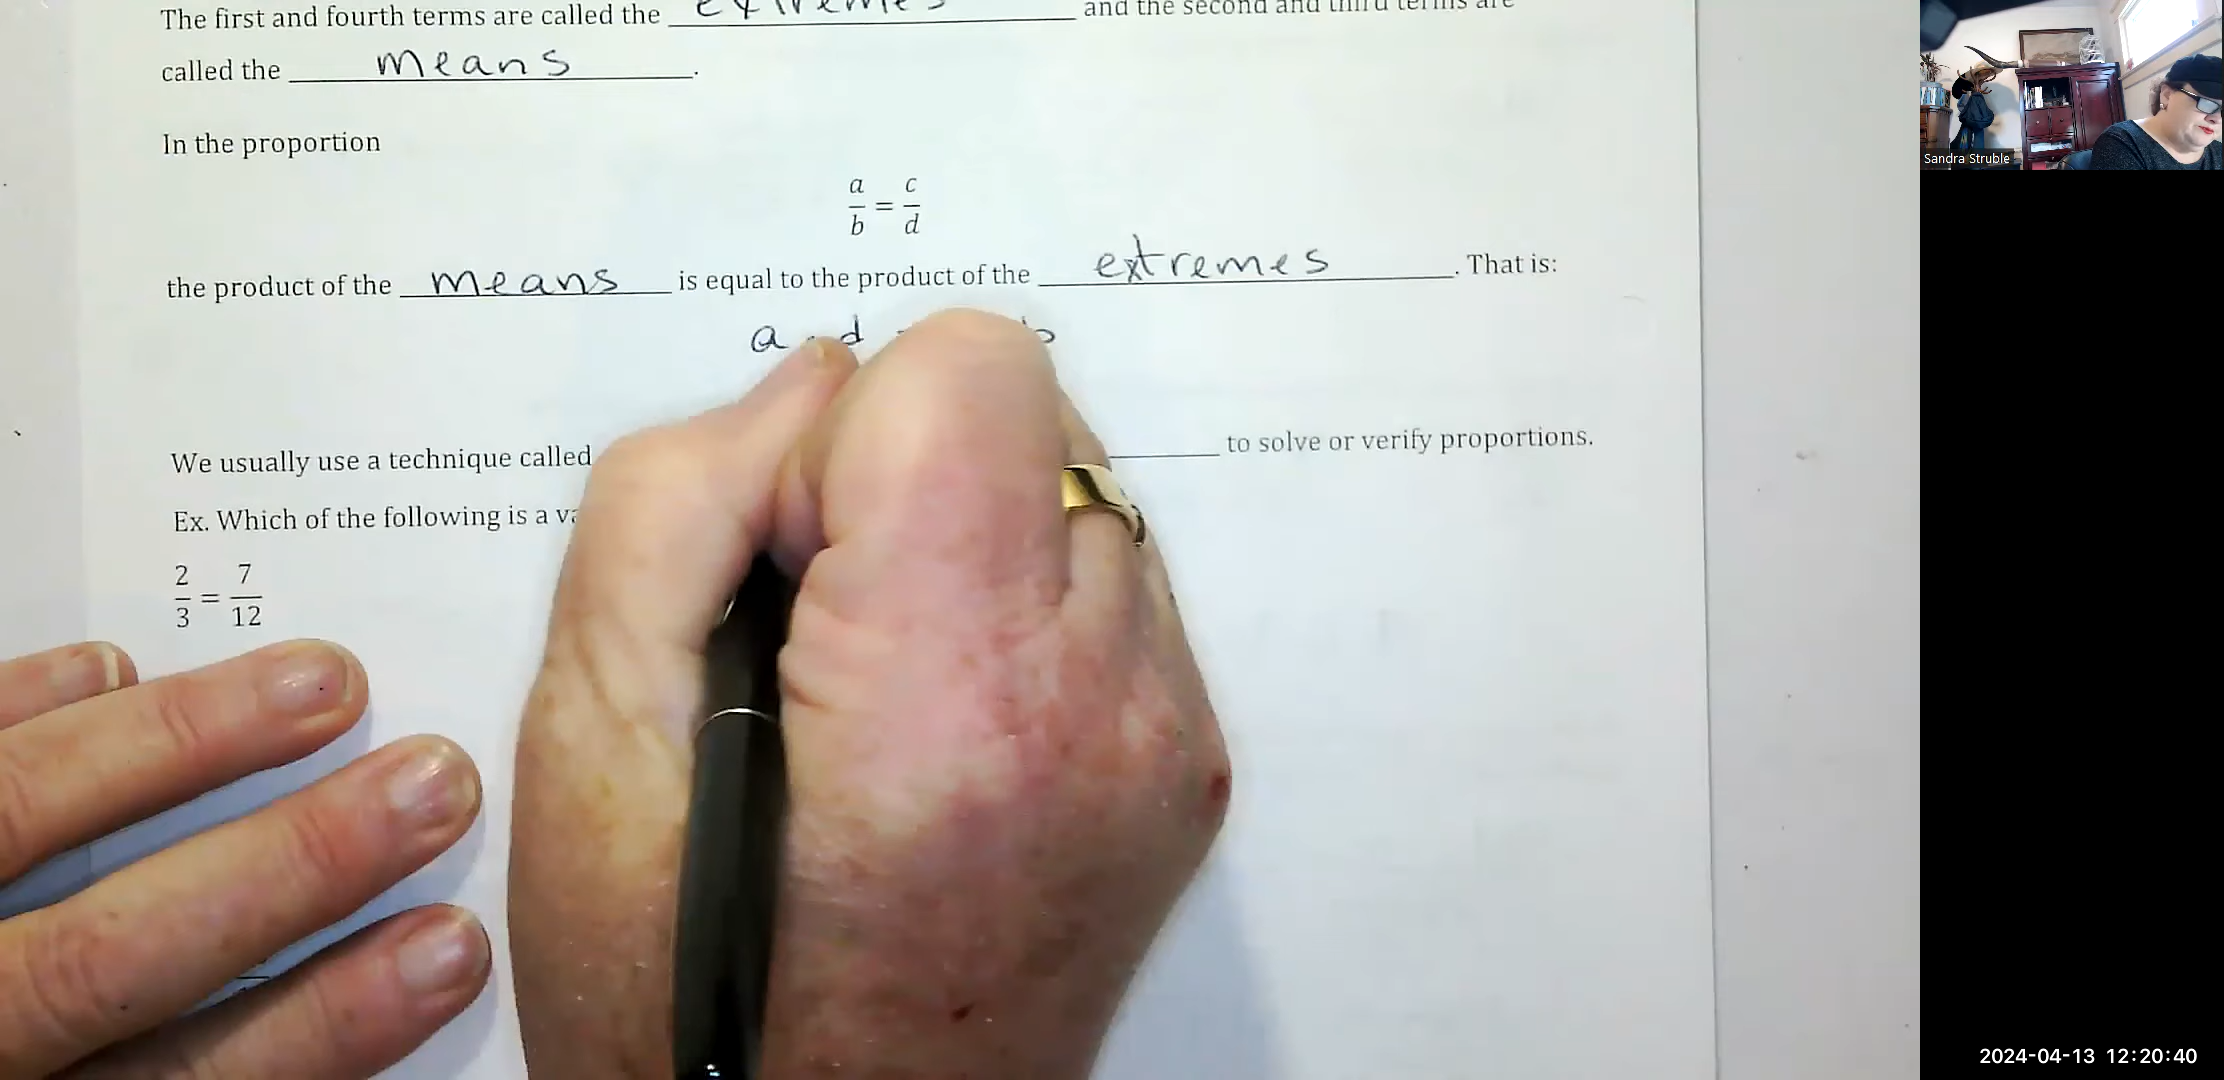 The first and fourth terms are called the extremes and the second and third terms are
called the means.
In the proportion
a/b = c/d
the product of the means is equal to the product of the extremes. That is:
a · d b
We usually use a technique called to solve or verify proportions.
Ex. Which of the following is a
2/3 = 7/12
Sandra Struble
2024-04-13 12:20:40